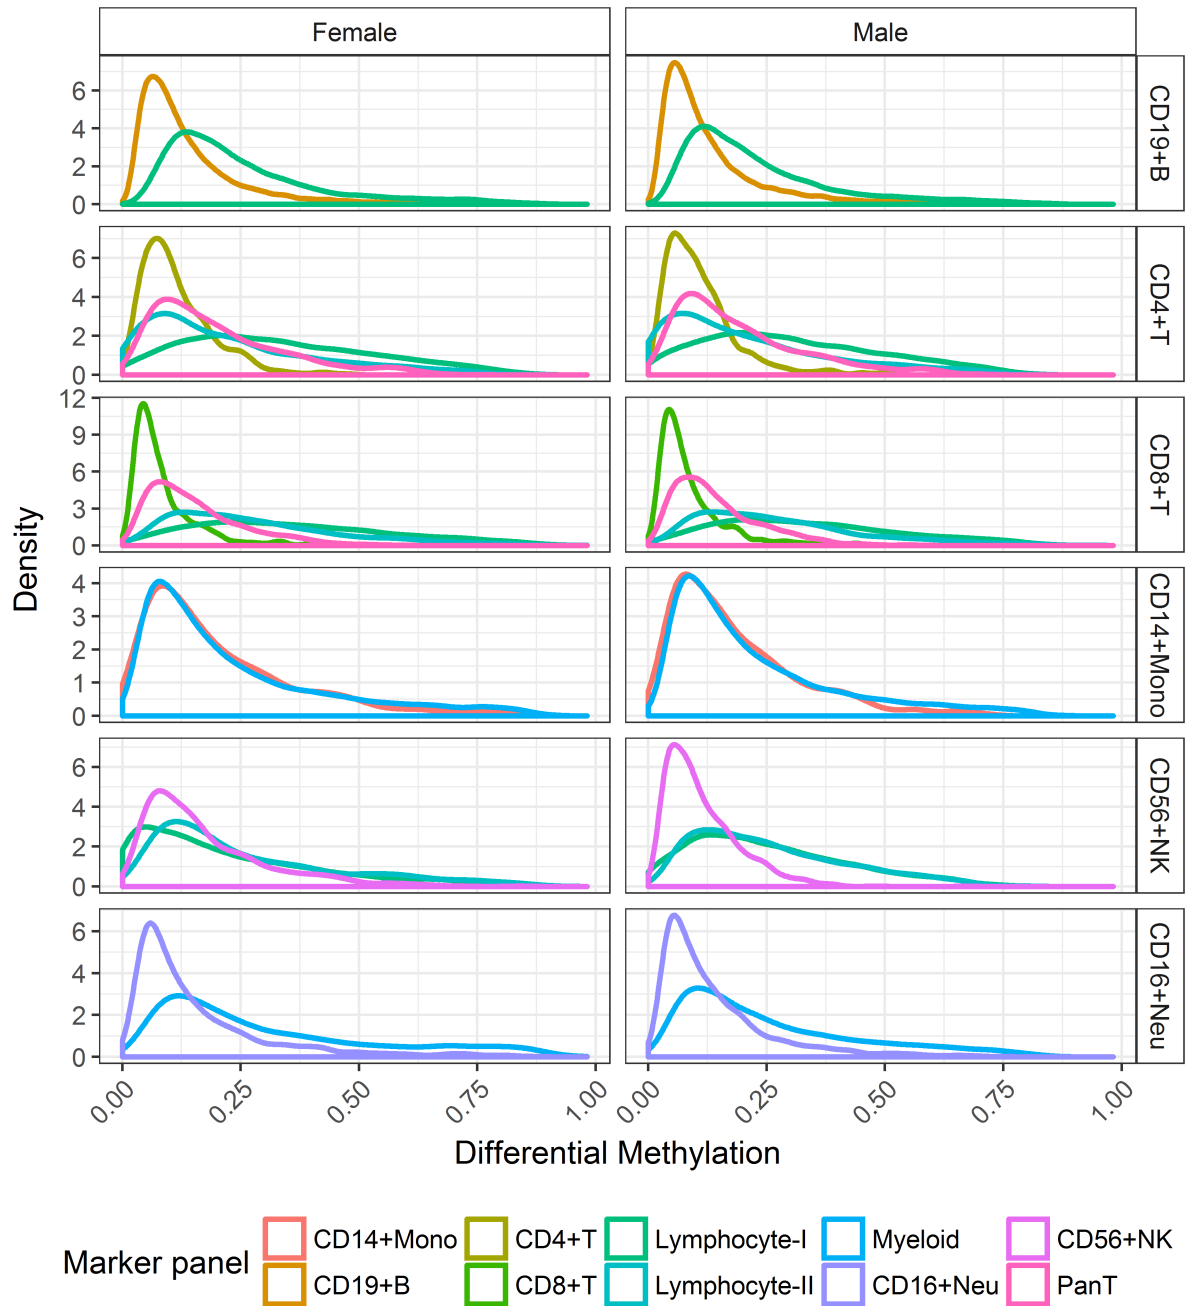 Female Male
6
4
2
0
CD19+B
6
4
2
0
CD4+T
12
9
6
3
0
CD8+T
4
3
2
1
0
CD14+Mono
6
4
2
0
CD56+NK
6
4
2
0
CD16+Neu
Density
0.00 0.25 0.50 0.75 1.00 0.00 0.25 0.50 0.75 1.00
Differential Methylation
Marker panel
CD14+Mono CD4+T Lymphocyte-I Myeloid CD56+NK
CD19+B CD8+T Lymphocyte-II CD16+Neu PanT